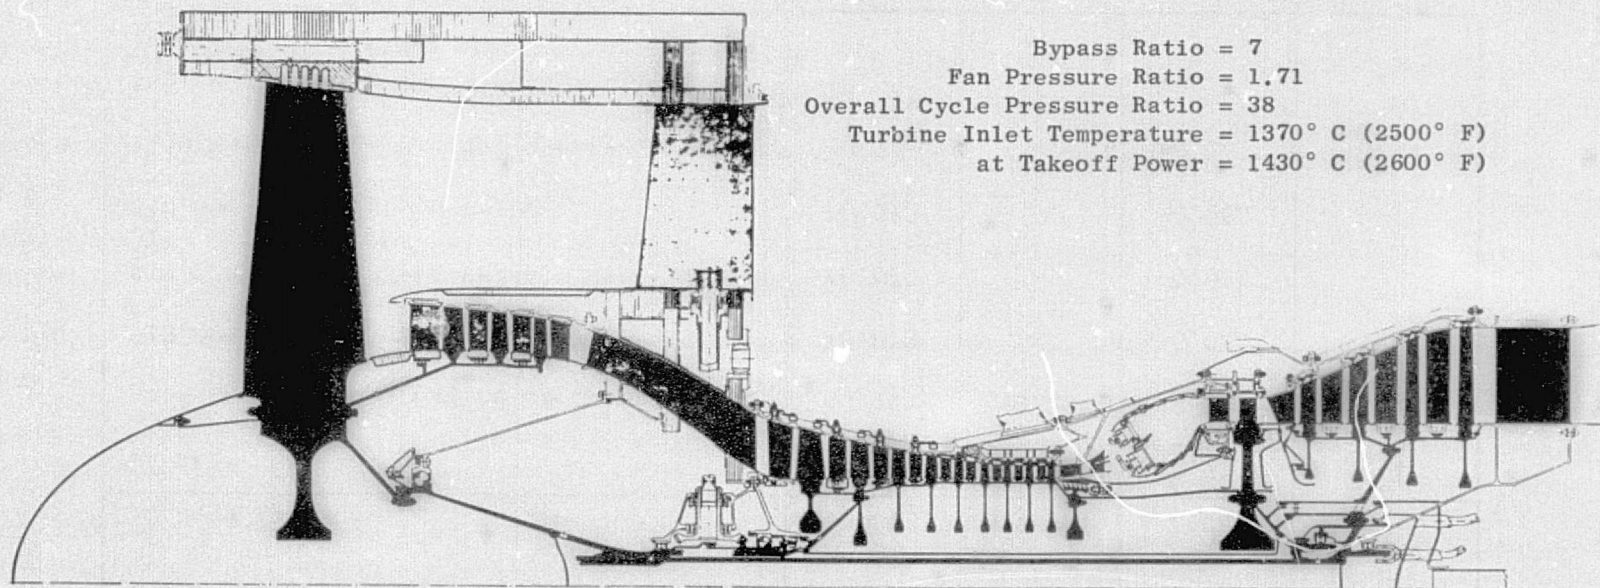 Bypass Ratio = 7
Fan Pressure Ratio = 1.71
Overall Cycle Pressure Ratio = 38
Turbine Inlet Temperature = 1370° C (2500° F)
at Takeoff Power = 1430° C (2600° F)